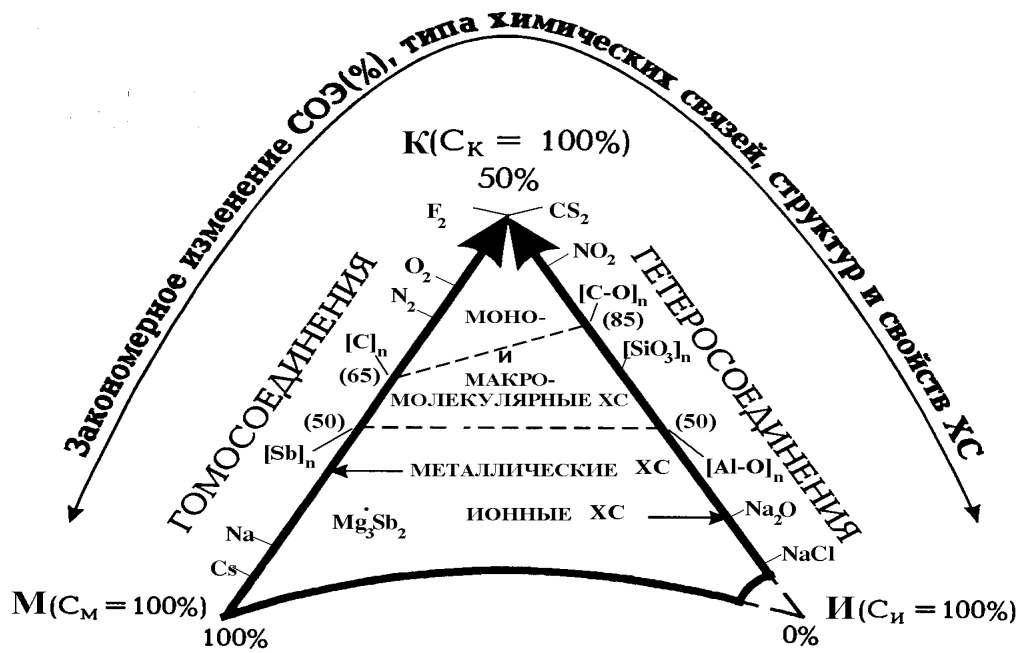 Закономерное изменение СОЭ(%), типа химических связей, структур и свойств ХС
К(Cк = 100%)
50%
F₂
CS₂
NO₂
O₂
N₂
ГОМОСОЕДИНЕНИЯ
ГЕТЕРОСОЕДИНЕНИЯ
[C-O]n
(85)
МОНО-
И
МАКРО-
МОЛЕКУЛЯРНЫЕ ХС
[C]n
(65)
[SiO₃]n
(50)
(50)
[Sb]n
[Al-O]n
МЕТАЛЛИЧЕСКИЕ ХС
ИОННЫЕ ХС
Mg₃Sb₂
Na₂O
Na
NaCl
Cs
М(Cм = 100%)
И(Cи = 100%)
100%
0%